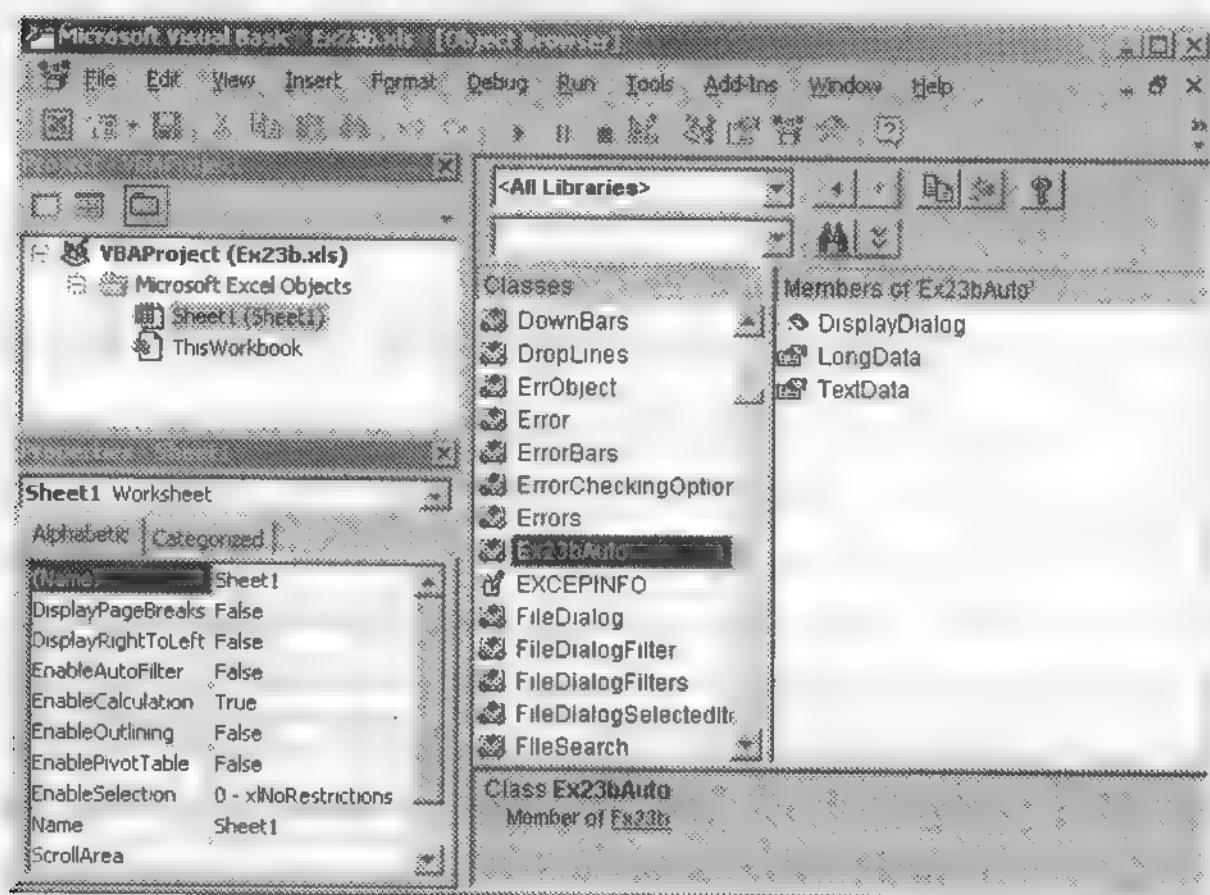 Microsoft Visual Basic - Ex23b.xls - [Object Browser]
File Edit View Insert Format Debug Run Tools Add-Ins Window Help
VBAProject (Ex23b.xls)
Microsoft Excel Objects
Sheet1 (Sheet1)
ThisWorkbook
Sheet1 Worksheet
Alphabetic Categorized
(Name) Sheet1
DisplayPageBreaks False
DisplayRightToLeft False
EnableAutoFilter False
EnableCalculation True
EnableOutlining False
EnablePivotTable False
EnableSelection 0 - xlNoRestrictions
Name Sheet1
ScrollArea
<All Libraries>
Classes
DownBars
DropLines
ErrObject
Error
ErrorBars
ErrorCheckingOption
Errors
Ex23bAuto
EXCEPINFO
FileDialog
FileDialogFilter
FileDialogFilters
FileDialogSelectedIte
FileSearch
Members of 'Ex23bAuto'
DisplayDialog
LongData
TextData
Class Ex23bAuto
Member of Ex23b